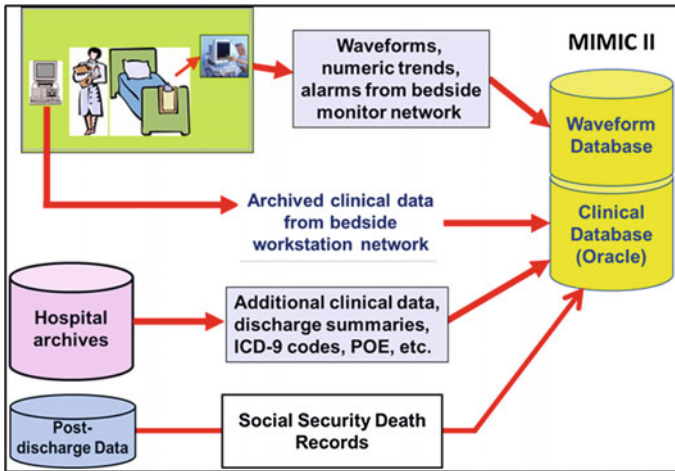 Waveforms,
numeric trends,
alarms from bedside
monitor network
MIMIC II
Waveform
Database
Archived clinical data
from bedside
workstation network
Clinical
Database
(Oracle)
Hospital
archives
Additional clinical data,
discharge summaries,
ICD-9 codes, POE, etc.
Post-
discharge Data
Social Security Death
Records